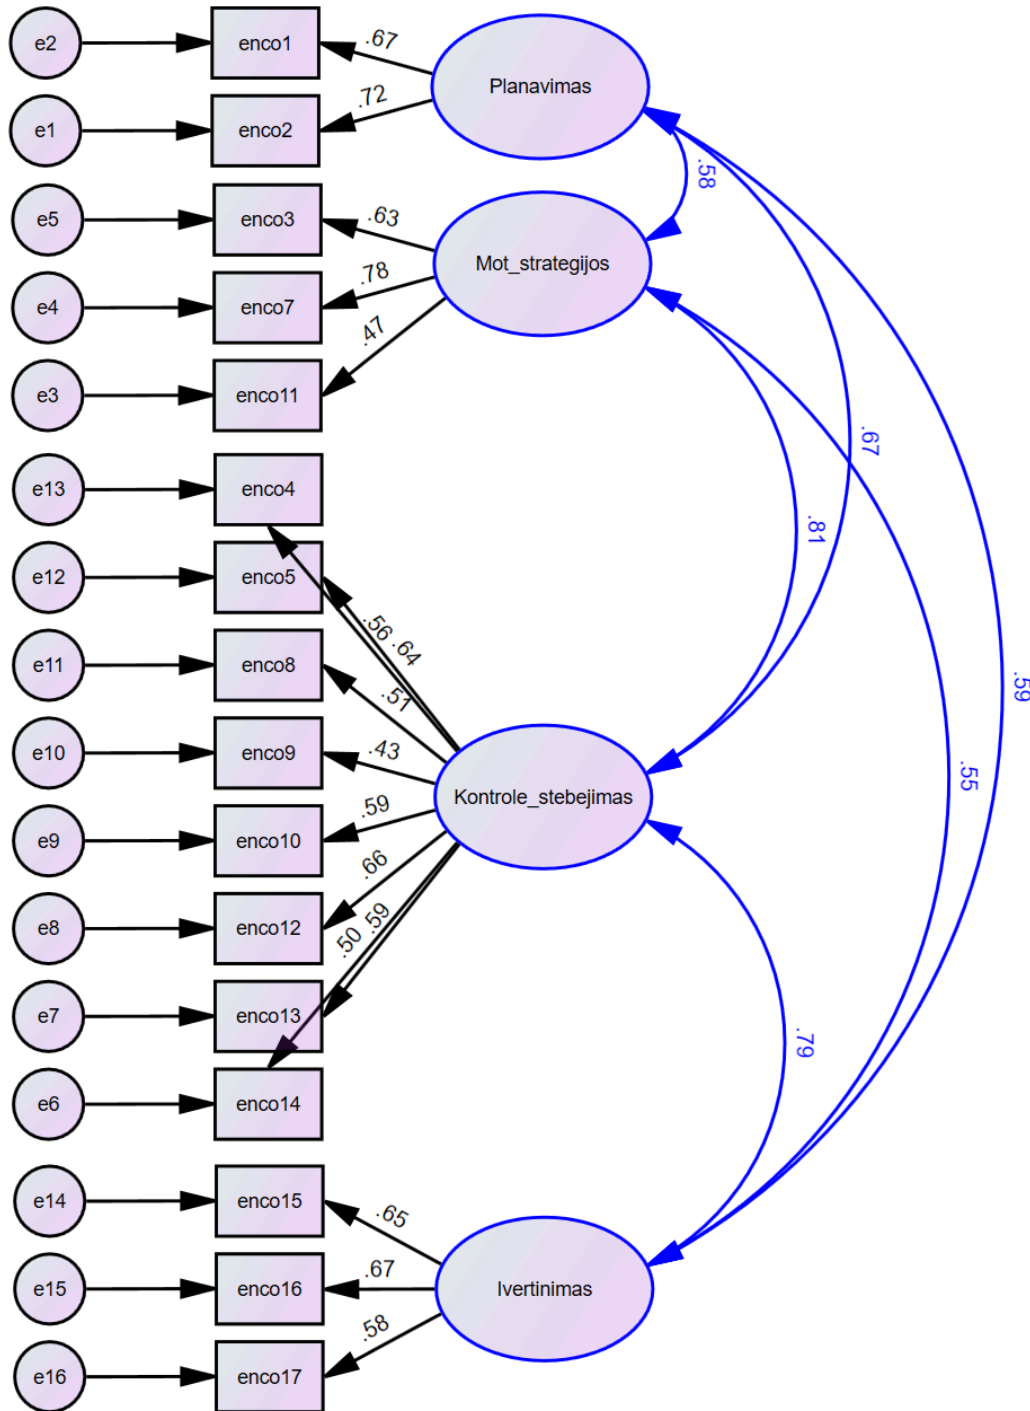 e2
enco1
.67
Planavimas
e1
enco2
.72
.58
e5
enco3
.63
Mot_strategijos
e4
enco7
.78
e3
enco11
.47
e13
enco4
.67
.81
e12
enco5
.56
.64
e11
enco8
.51
.59
e10
enco9
.43
Kontrole_stebejimas
.55
e9
enco10
.59
e8
enco12
.66
e7
enco13
.50
.59
.79
e6
enco14
e14
enco15
.65
e15
enco16
.67
Ivertinimas
e16
enco17
.58